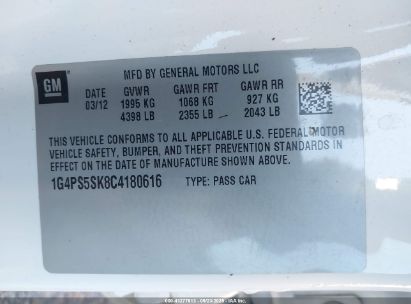 MFD BY GENERAL MOTORS LLC
GM
DATE GVWR GAWR FRT GAWR RR
03/12 1995 KG 1068 KG 927 KG
4398 LB 2355 LB 2043 LB
THIS VEHICLE CONFORMS TO ALL APPLICABLE U.S. FEDERAL MOTOR
VEHICLE SAFETY, BUMPER, AND THEFT PREVENTION STANDARDS IN
EFFECT ON THE DATE OF MANUFACTURE SHOWN ABOVE.
1G4PS5SK8C4180616 TYPE: PASS CAR